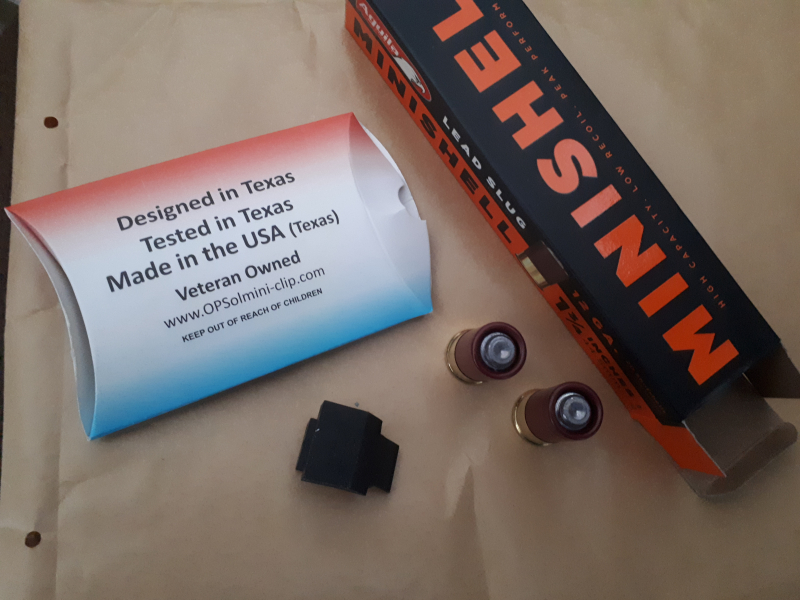 Designed in Texas
Tested in Texas
Made in the USA (Texas)
Veteran Owned
www.OPSolmini-clip.com
KEEP OUT OF REACH OF CHILDREN
Aguila
MINISHELL
LEAD SLUG
MINISHELL
HIGH CAPACITY. LOW RECOIL. PEAK PERFORM